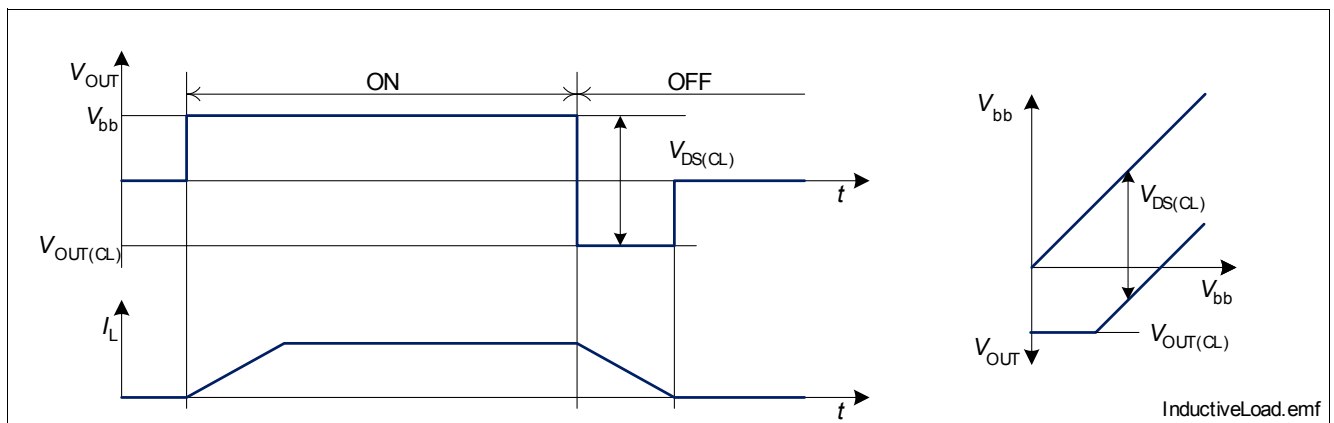 VOUT
ON
OFF
Vbb
VDS(CL)
t
VOUT(CL)
IL
t
Vbb
VDS(CL)
Vbb
VOUT(CL)
VOUT
InductiveLoad.emf